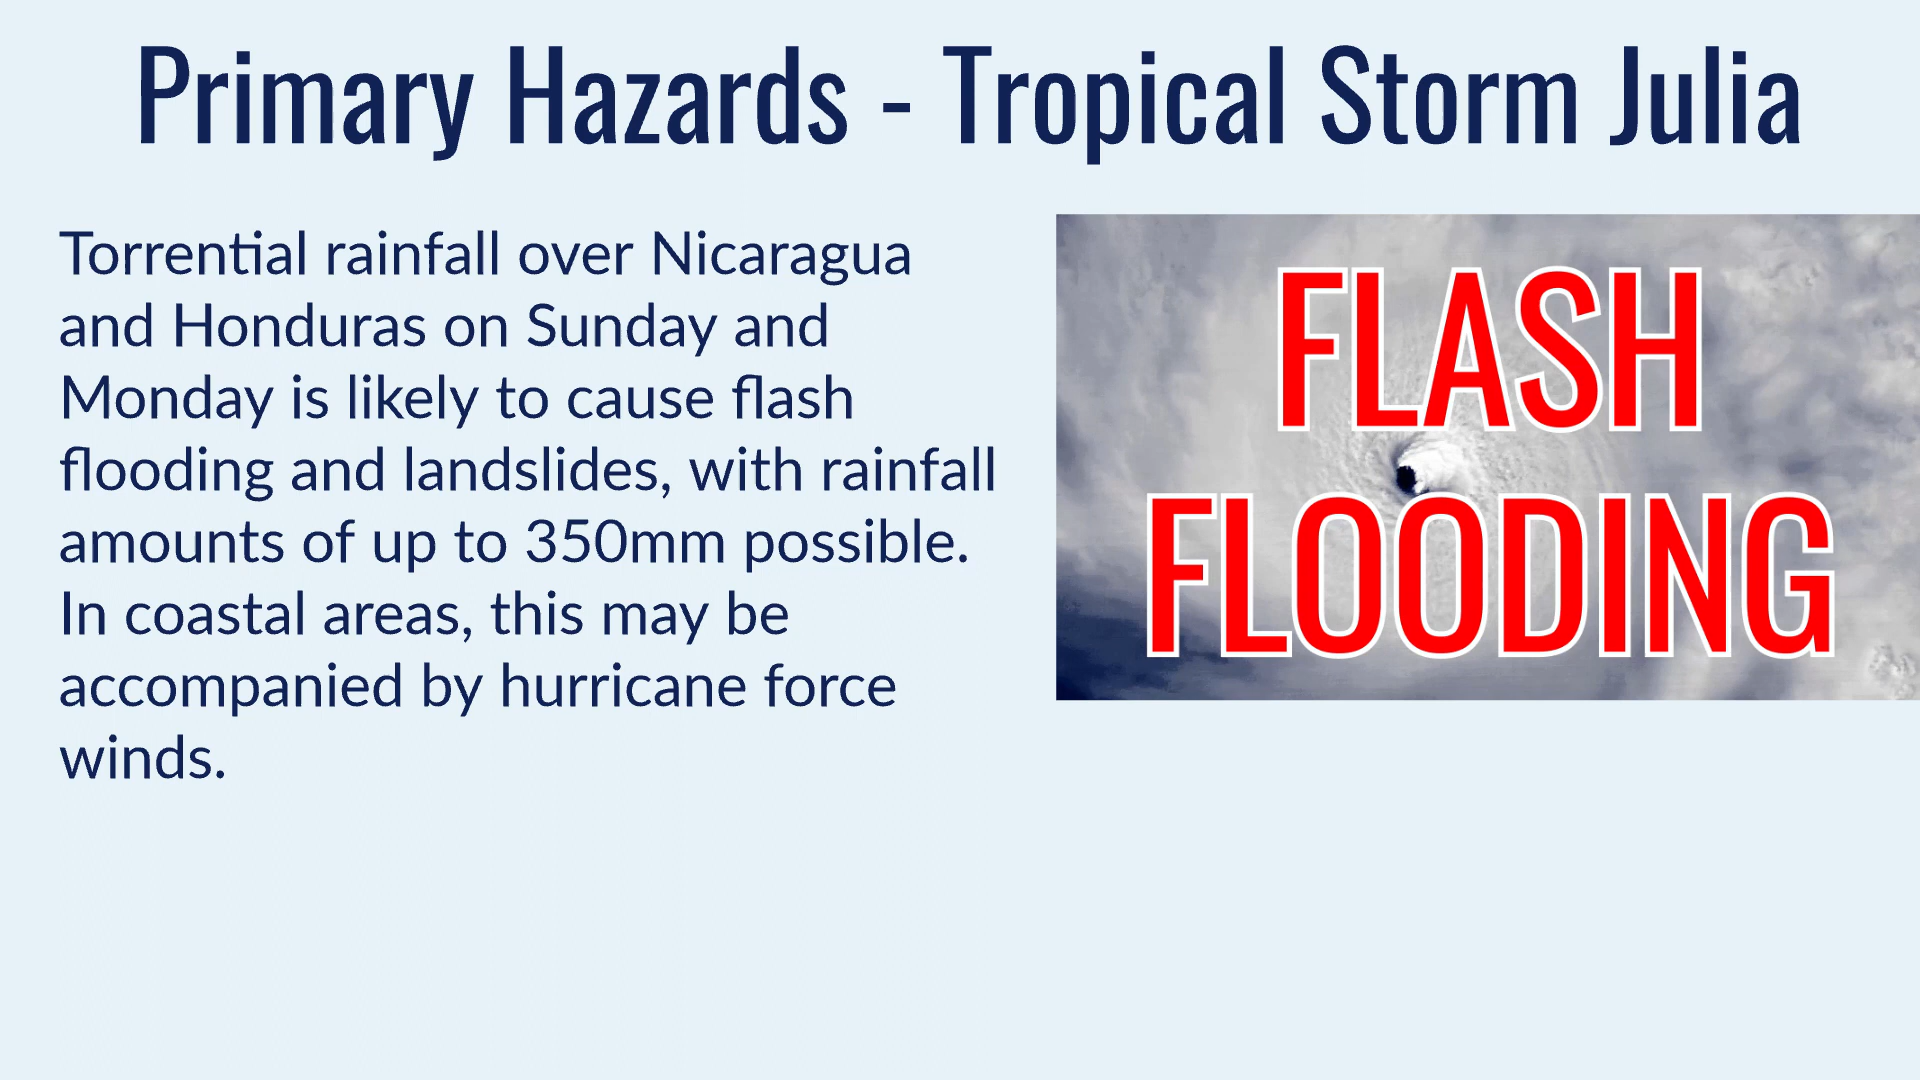 Primary Hazards - Tropical Storm Julia
Torrential rainfall over Nicaragua
and Honduras on Sunday and
Monday is likely to cause flash
flooding and landslides, with rainfall
amounts of up to 350mm possible.
In coastal areas, this may be
accompanied by hurricane force
winds.
FLASH
FLOODING